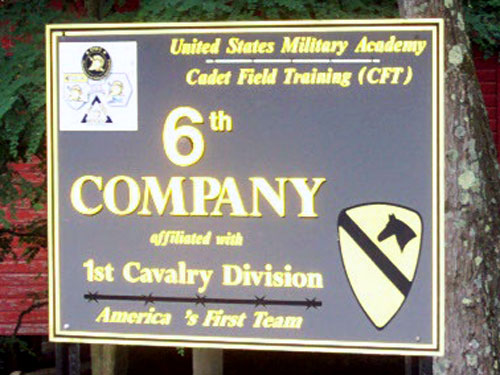 United States Military Academy
Cadet Field Training (CFT)
6th
COMPANY
affiliated with
1st Cavalry Division
America 's First Team